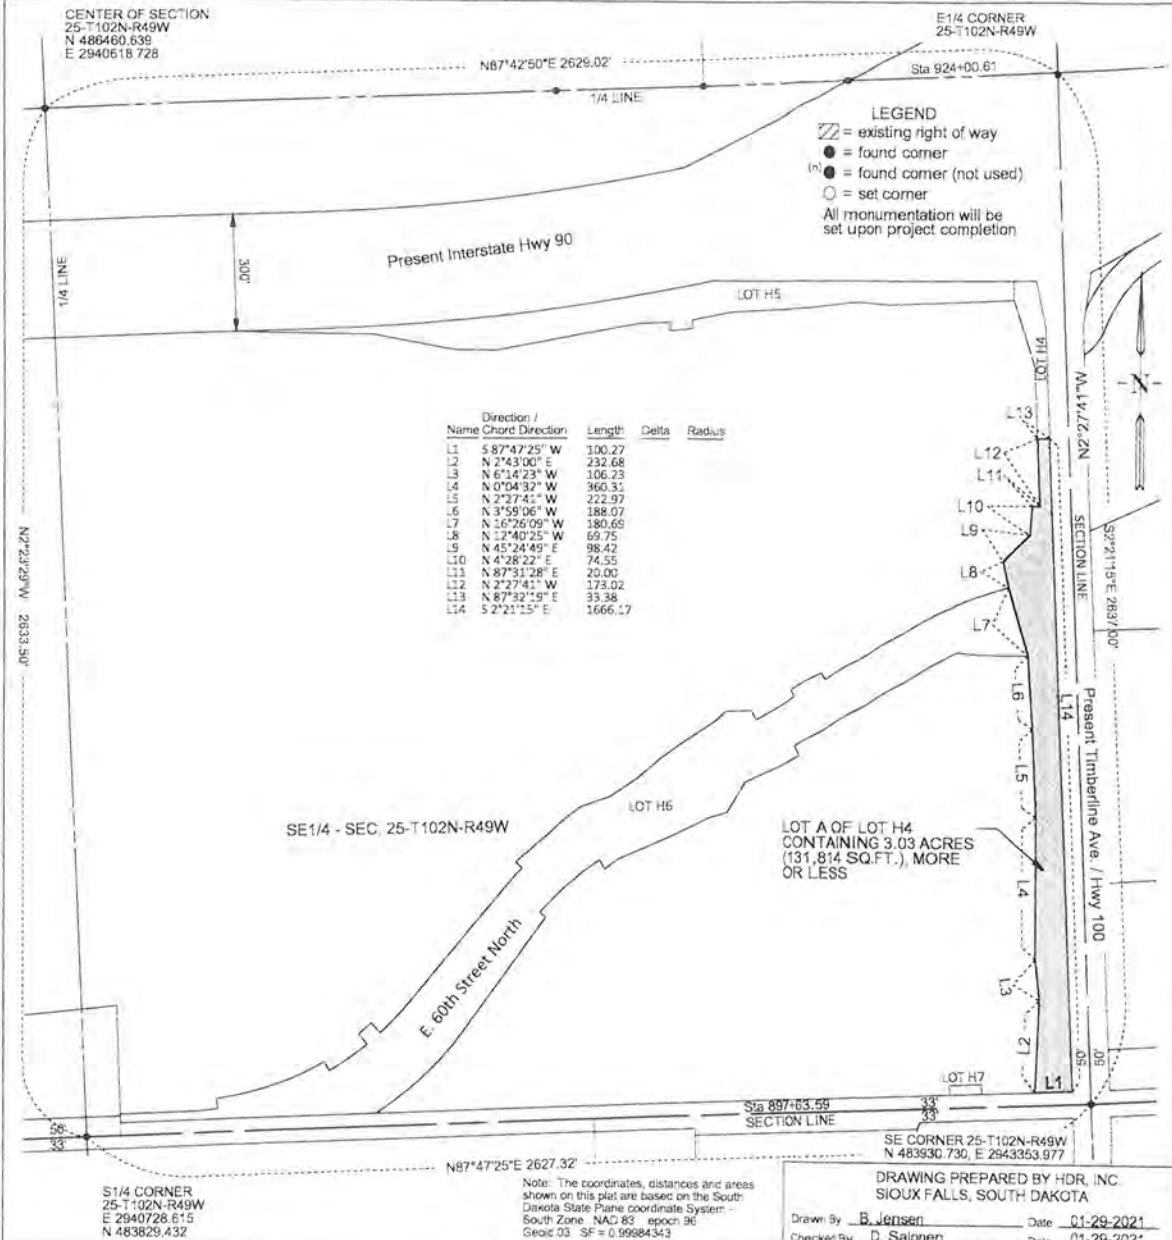 CENTER OF SECTION
25-T102N-R49W
N 486460.639
E 2940618.728
E1/4 CORNER
25-T102N-R49W
N87°42'50"E 2629.02'
Sta 924+00.61
1/4 LINE
LEGEND
= existing right of way
= found corner
(n) = found corner (not used)
= set corner
All monumentation will be
set upon project completion
Present Interstate Hwy 90
300'
1/4 LINE
LOT H5
LOT H4
N
N2°27'41"W
Direction /
Name Chord Direction Length Delta Radius
L1 S 87°47'25" W 100.27
L2 N 2°43'00" E 232.68
L3 N 6°14'23" W 106.23
L4 N 0°04'32" W 360.31
L5 N 2°27'41" W 222.97
L6 N 3°59'06" W 188.07
L7 N 16°26'09" W 180.69
L8 N 12°40'25" W 69.75
L9 N 45°24'49" E 98.42
L10 N 4°28'22" E 74.55
L11 N 87°31'28" E 20.00
L12 N 2°27'41" W 173.02
L13 N 87°32'19" E 33.38
L14 S 2°21'15" E 1666.17
L13
L12
L11
L10
L9
L8
L7
L6
L5
L4
L3
L2
L1
L14
SECTION LINE
S2°21'15"E 2637.00'
N2°23'29"W 2633.50'
Present Timberline Ave. / Hwy 100
LOT H6
SE1/4 - SEC. 25-T102N-R49W
LOT A OF LOT H4
CONTAINING 3.03 ACRES
(131,814 SQ.FT.), MORE
OR LESS
E. 60th Street North
50'
50'
LOT H7
Sta 897+63.59
SECTION LINE
33'
33'
33'
SE CORNER 25-T102N-R49W
N 483930.730, E 2943353.977
N87°47'25"E 2627.32'
S1/4 CORNER
25-T102N-R49W
E 2940728.615
N 483829.432
Note: The coordinates, distances and areas
shown on this plat are based on the South
Dakota State Plane coordinate System -
South Zone NAD 83 epoch 96
Geoid 03 SF = 0.99984343
DRAWING PREPARED BY HDR, INC.
SIOUX FALLS, SOUTH DAKOTA
Drawn By B. Jensen Date 01-29-2021
Checked By D. Salonen Date 01-29-2021